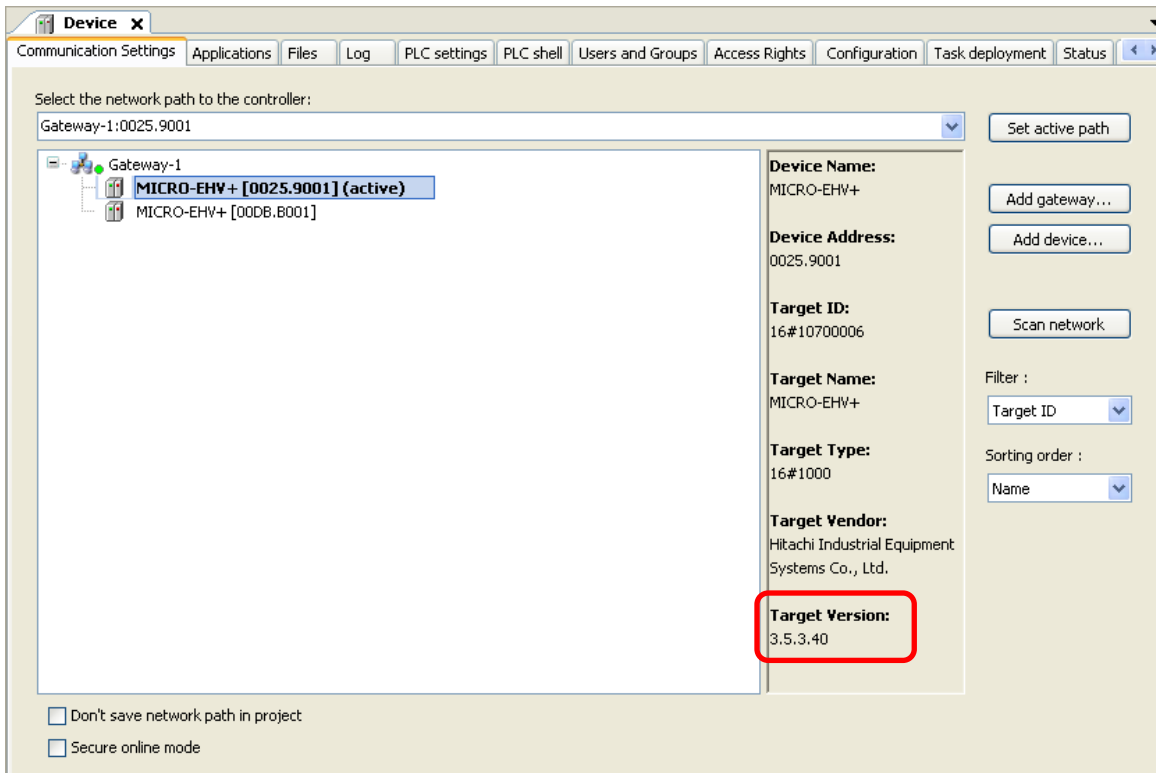 Device
Communication Settings Applications Files Log PLC settings PLC shell Users and Groups Access Rights Configuration Task deployment Status
Select the network path to the controller:
Gateway-1:0025.9001
Set active path
Gateway-1
MICRO-EHV+ [0025.9001] (active)
MICRO-EHV+ [00DB.B001]
Device Name:
MICRO-EHV+
Device Address:
0025.9001
Target ID:
16#10700006
Target Name:
MICRO-EHV+
Target Type:
16#1000
Target Vendor:
Hitachi Industrial Equipment
Systems Co., Ltd.
Target Version:
3.5.3.40
Add gateway...
Add device...
Scan network
Filter :
Target ID
Sorting order :
Name
Don't save network path in project
Secure online mode